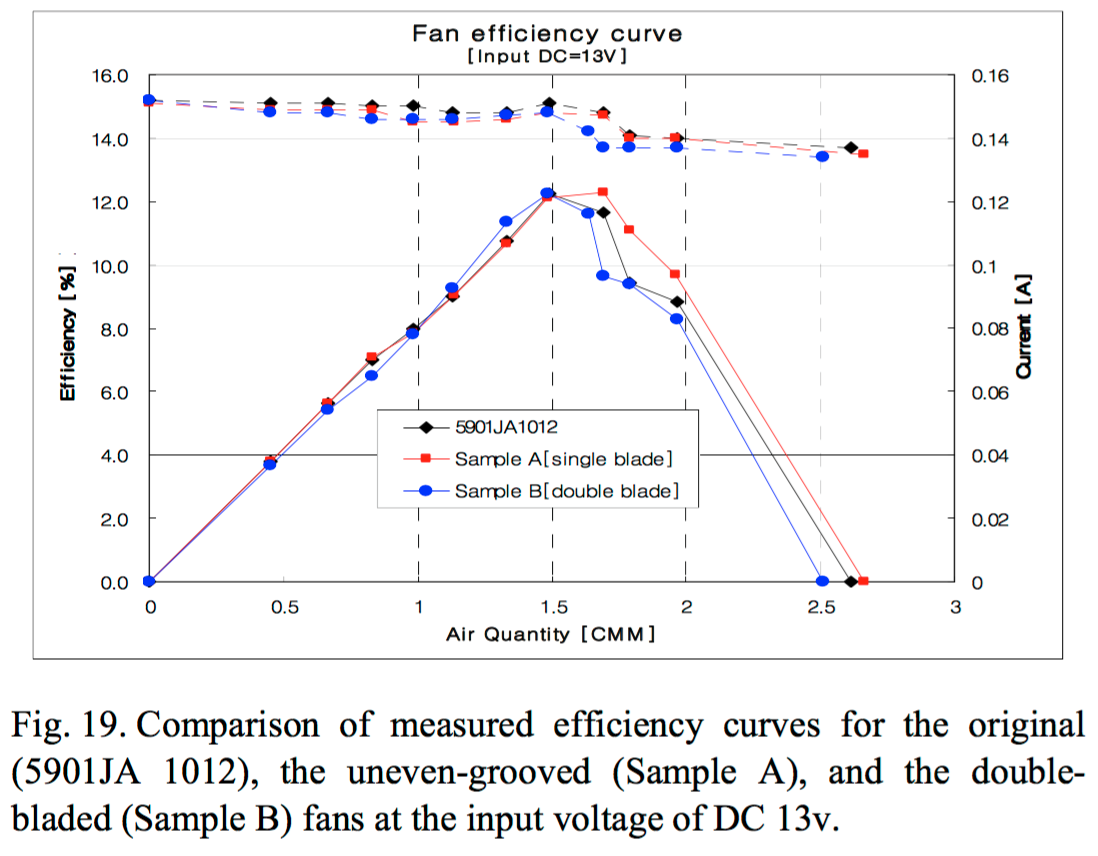 Fan efficiency curve
[Input DC=13V]
16.0
14.0
12.0
10.0
8.0
6.0
4.0
2.0
0.0
Efficiency [%]
0.16
0.14
0.12
0.1
0.08
0.06
0.04
0.02
0
Current [A]
5901JA1012
Sample A[single blade]
Sample B[double blade]
0 0.5 1 1.5 2 2.5 3
Air Quantity [CMM]
Fig. 19. Comparison of measured efficiency curves for the original
(5901JA 1012), the uneven-grooved (Sample A), and the double-
bladed (Sample B) fans at the input voltage of DC 13v.